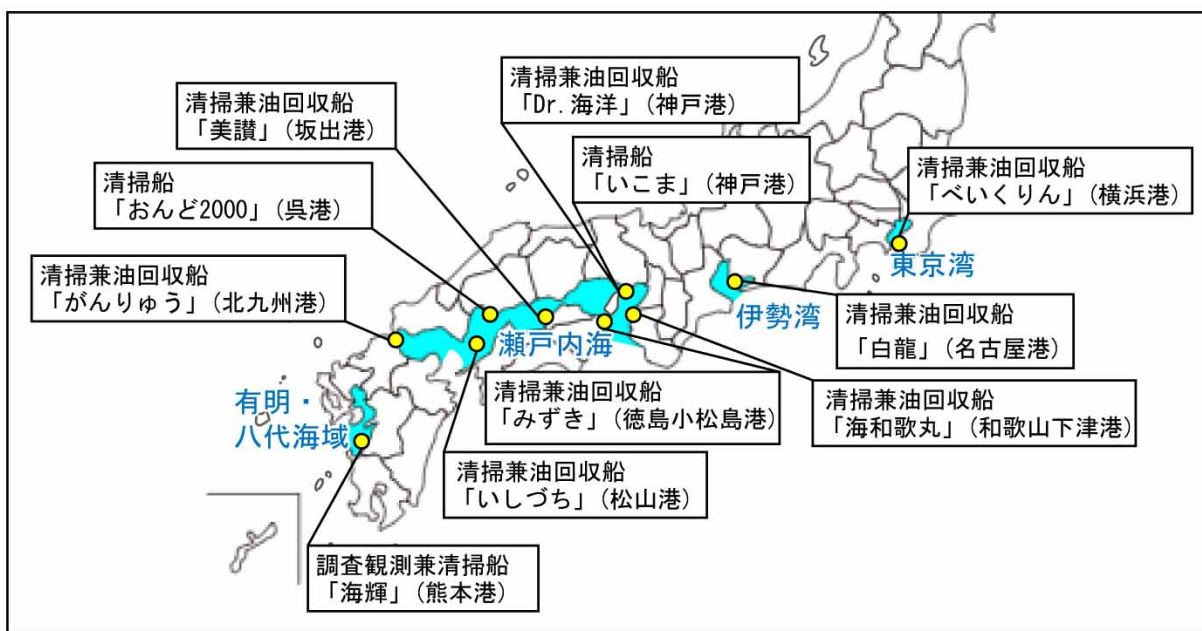 清掃兼油回収船
「Dr.海洋」(神戸港)
清掃兼油回収船
「美讃」(坂出港)
清掃船
「いこま」(神戸港)
清掃兼油回収船
「べいくりん」(横浜港)
清掃船
「おんど2000」(呉港)
清掃兼油回収船
「がんりゅう」(北九州港)
東京湾
伊勢湾
清掃兼油回収船
「白龍」(名古屋港)
瀬戸内海
清掃兼油回収船
「みずき」(徳島小松島港)
清掃兼油回収船
「海和歌丸」(和歌山下津港)
有明・
八代海域
清掃兼油回収船
「いしづち」(松山港)
調査観測兼清掃船
「海輝」(熊本港)